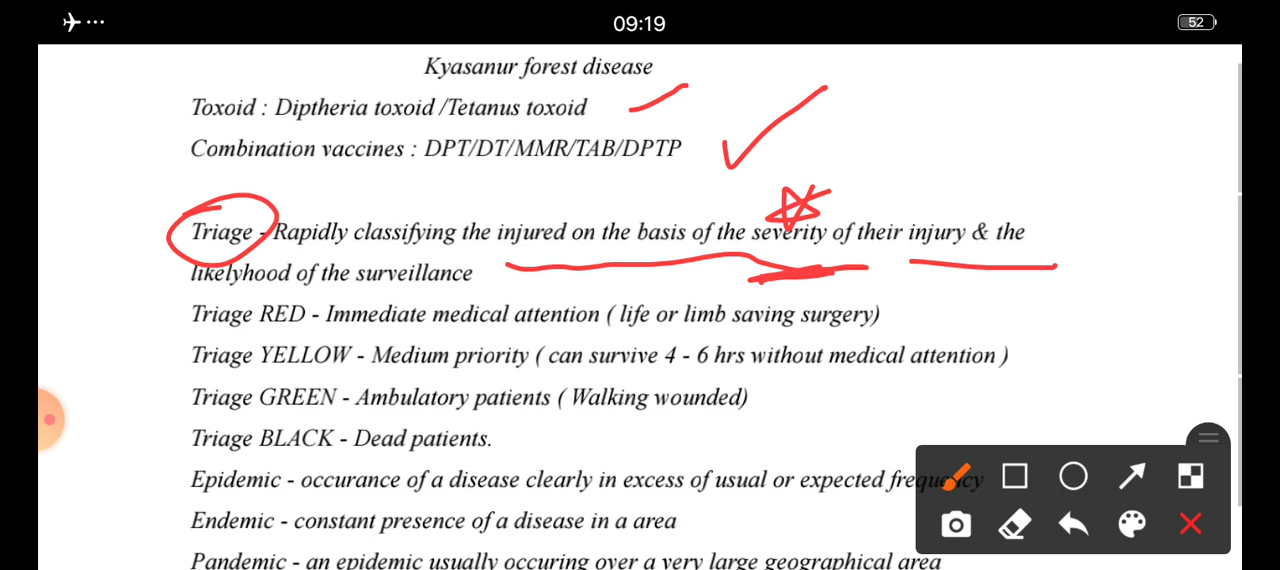 09:19
52
Kyasanur forest disease
Toxoid : Diptheria toxoid /Tetanus toxoid
Combination vaccines : DPT/DT/MMR/TAB/DPTP
Triage - Rapidly classifying the injured on the basis of the severity of their injury & the
likelyhood of the surveillance
Triage RED - Immediate medical attention ( life or limb saving surgery)
Triage YELLOW - Medium priority ( can survive 4 - 6 hrs without medical attention )
Triage GREEN - Ambulatory patients ( Walking wounded)
Triage BLACK - Dead patients.
Epidemic - occurance of a disease clearly in excess of usual or expected frequency
Endemic - constant presence of a disease in a area
Pandemic - an epidemic usually occuring over a very large geographical area